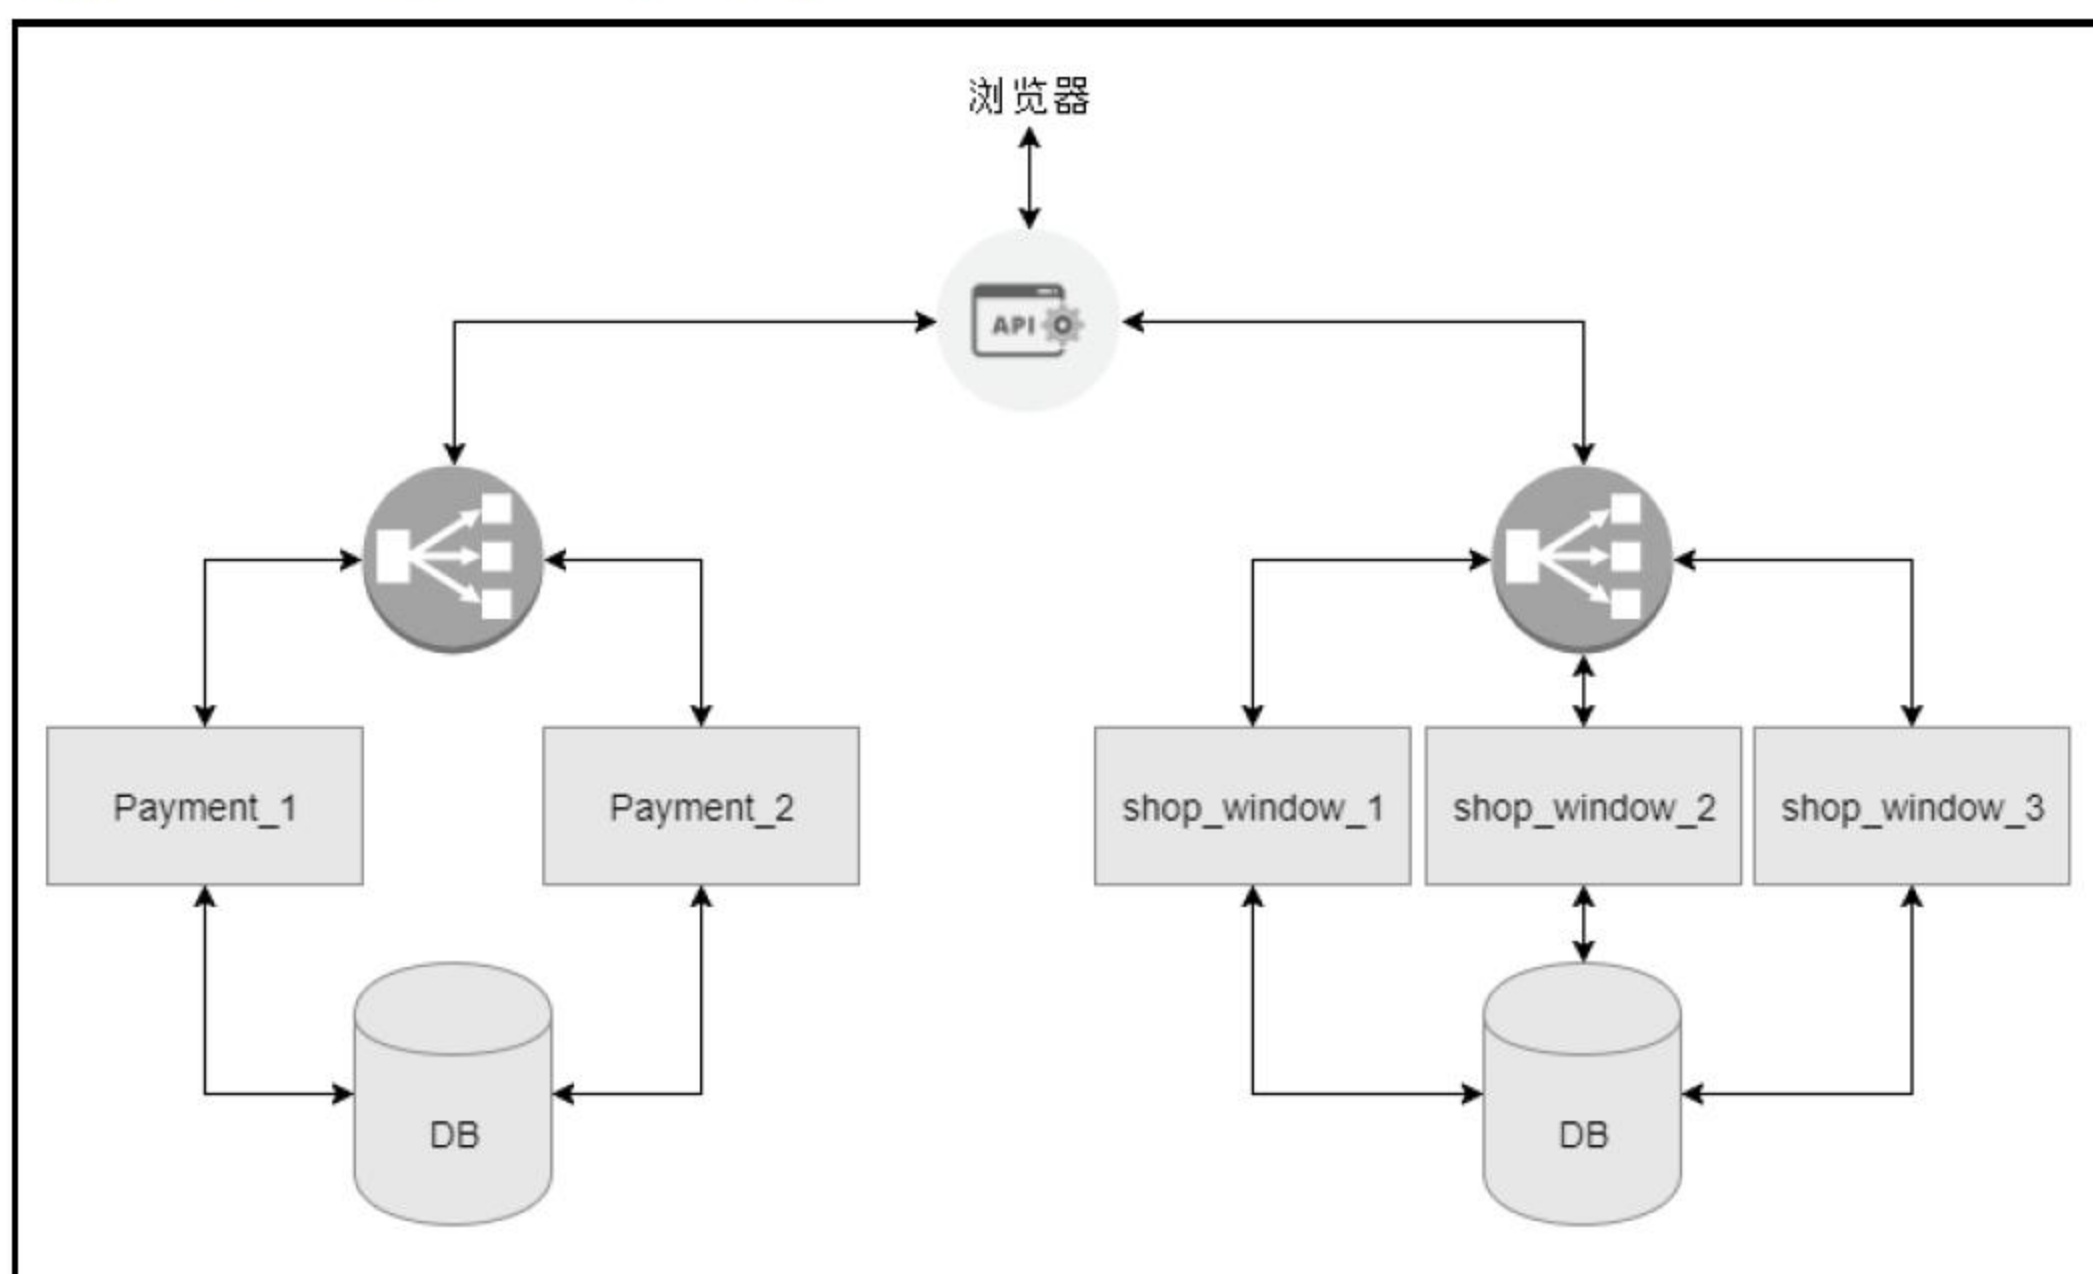 浏览器
API
Payment_1
Payment_2
shop_window_1
shop_window_2
shop_window_3
DB
DB